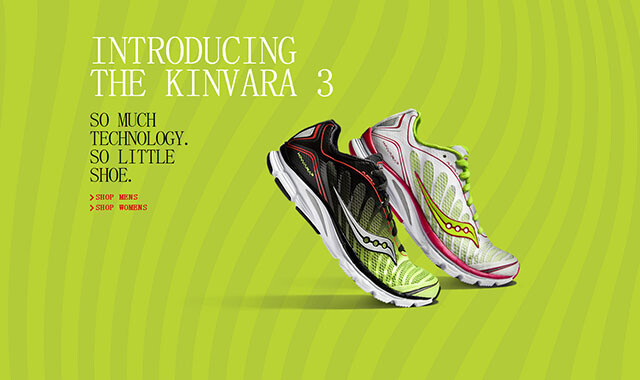 INTRODUCING
THE KINVARA 3
SO MUCH
TECHNOLOGY.
SO LITTLE
SHOE.
SHOP MENS
SHOP WOMENS